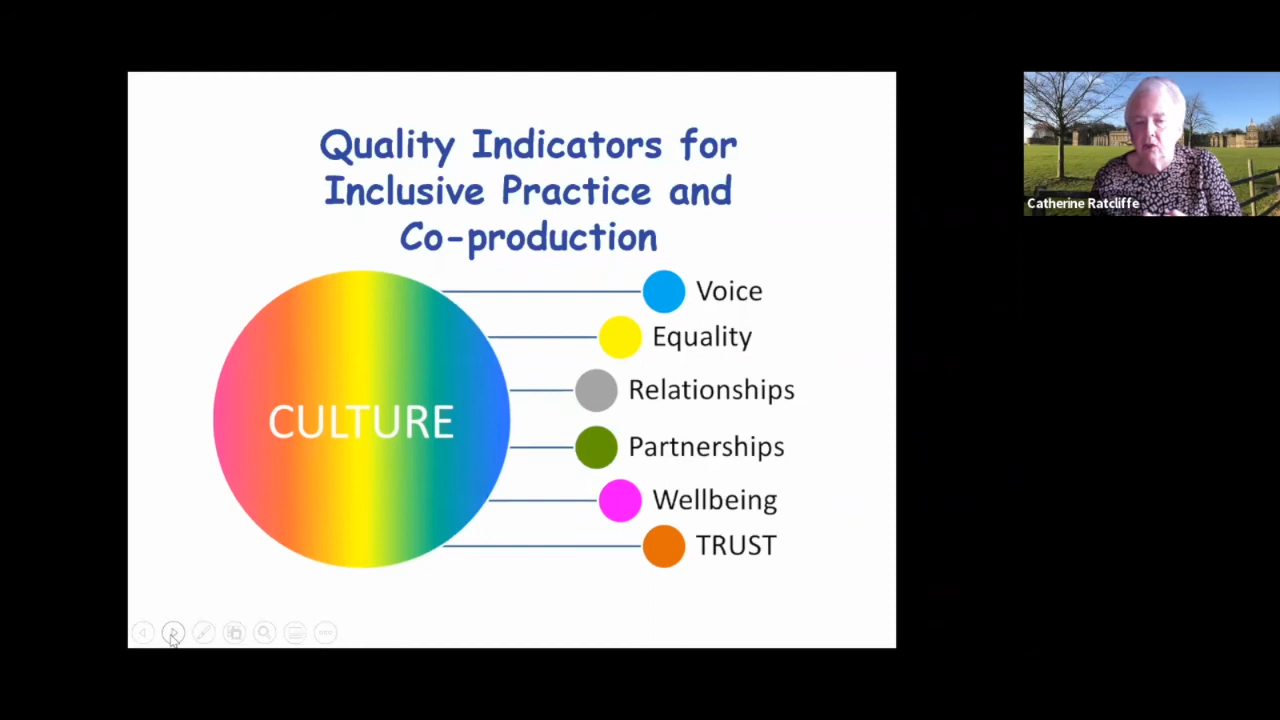 Quality Indicators for
Inclusive Practice and
Co-production
CULTURE
Voice
Equality
Relationships
Partnerships
Wellbeing
TRUST
Catherine Ratcliffe